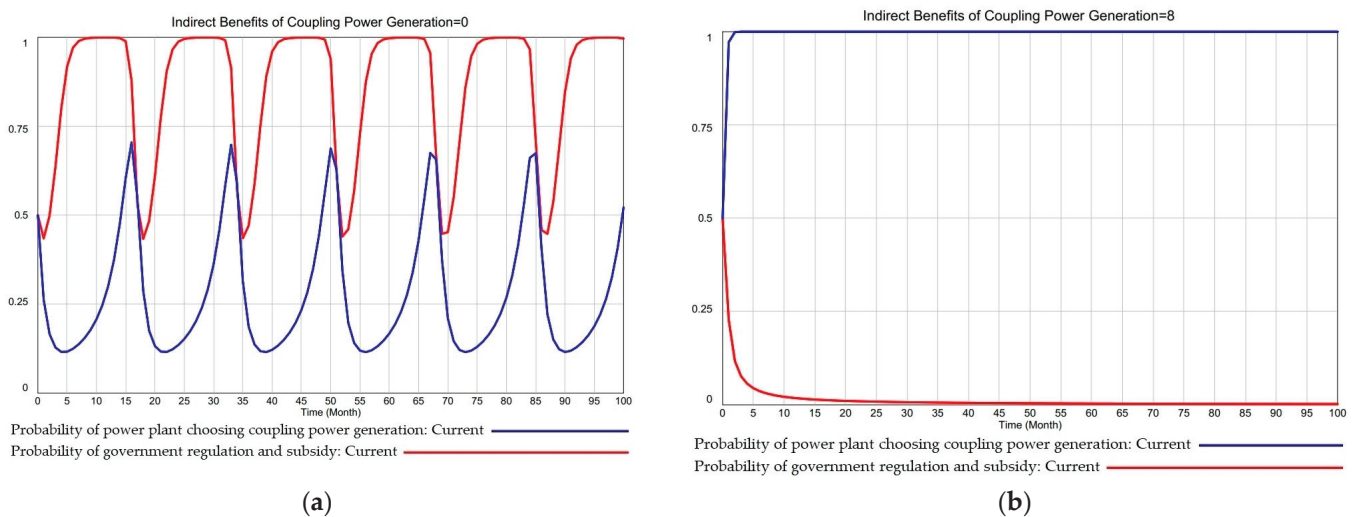 Indirect Benefits of Coupling Power Generation=0
1
0.75
0.5
0.25
0
0 5 10 15 20 25 30 35 40 45 50 55 60 65 70 75 80 85 90 95 100
Time (Month)
Probability of power plant choosing coupling power generation: Current
Probability of government regulation and subsidy: Current
(a)
Indirect Benefits of Coupling Power Generation=8
1
0.75
0.5
0.25
0
0 5 10 15 20 25 30 35 40 45 50 55 60 65 70 75 80 85 90 95 100
Time (Month)
Probability of power plant choosing coupling power generation: Current
Probability of government regulation and subsidy: Current
(b)